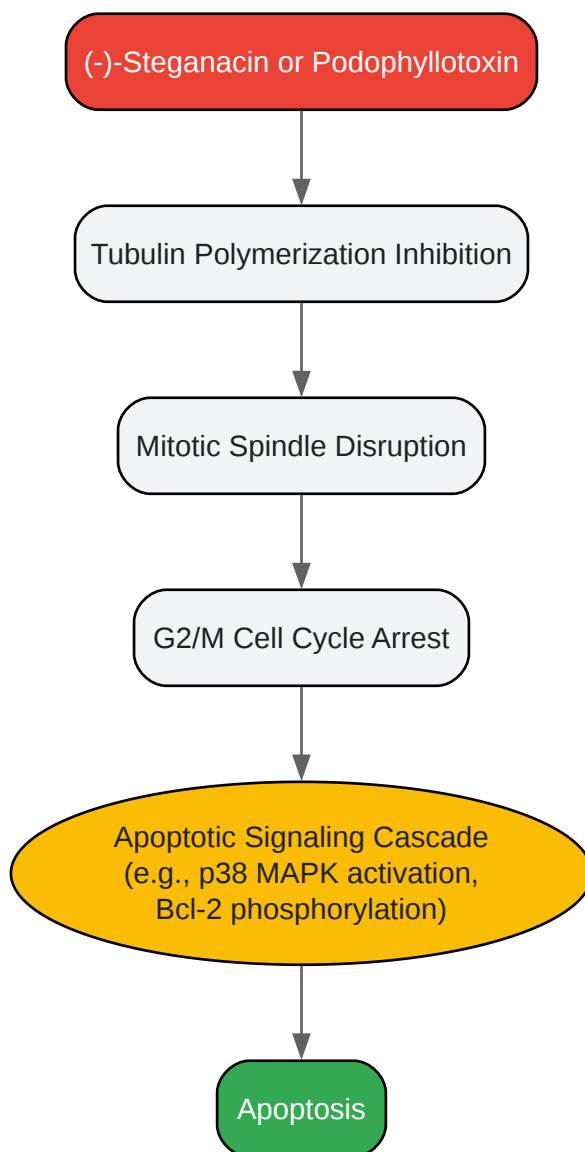 (-)-Steganacin or Podophyllotoxin
Tubulin Polymerization Inhibition
Mitotic Spindle Disruption
G2/M Cell Cycle Arrest
Apoptotic Signaling Cascade
(e.g., p38 MAPK activation,
Bcl-2 phosphorylation)
Apoptosis